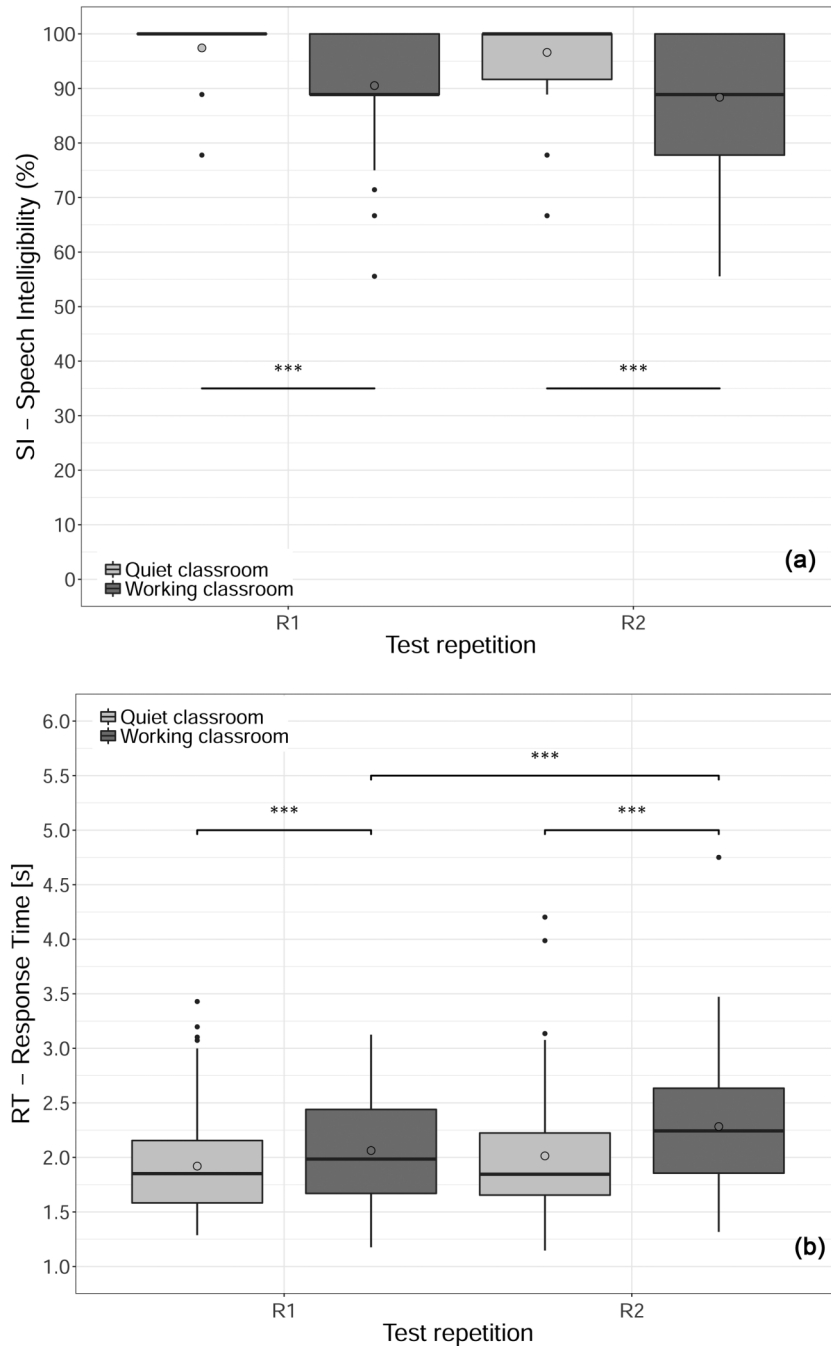 100
90
80
70
60
50
40
30
20
10
0
SI – Speech Intelligibility (%)
***
***
Quiet classroom
Working classroom
(a)
R1
R2
Test repetition
6.0
5.5
5.0
4.5
4.0
3.5
3.0
2.5
2.0
1.5
1.0
RT – Response Time [s]
Quiet classroom
Working classroom
***
***
***
(b)
R1
R2
Test repetition